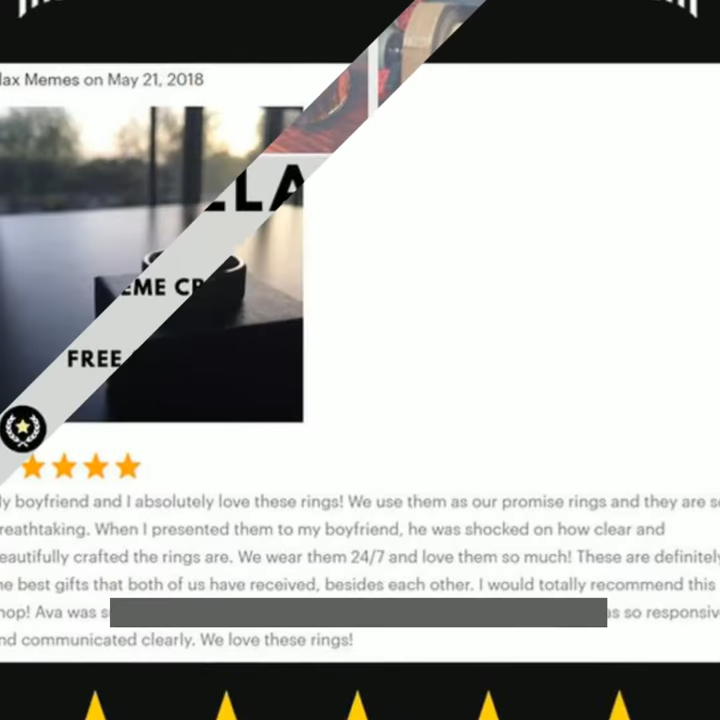 lax Memes on May 21, 2018
LLA
EME CR
FREE
ly boyfriend and I absolutely love these rings! We use them as our promise rings and they are so
reathtaking. When I presented them to my boyfriend, he was shocked on how clear and
eautifully crafted the rings are. We wear them 24/7 and love them so much! These are definitely
he best gifts that both of us have received, besides each other. I would totally recommend this
hop! Ava was s as so responsive
nd communicated clearly. We love these rings!